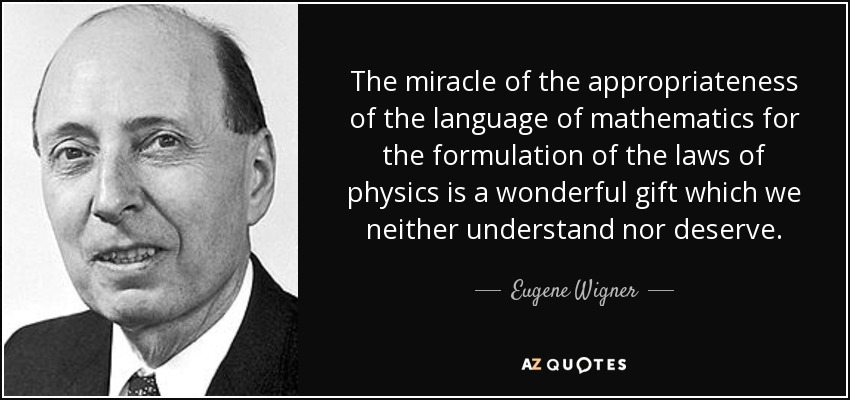 The miracle of the appropriateness
of the language of mathematics for
the formulation of the laws of
physics is a wonderful gift which we
neither understand nor deserve.
Eugene Wigner
AZ QUOTES